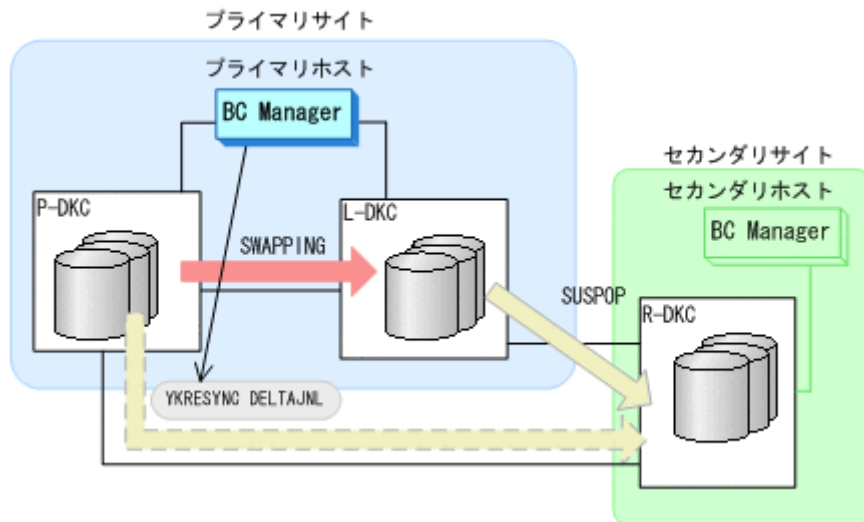 プライマリサイト
プライマリホスト
BC Manager
セカンダリサイト
セカンダリホスト
BC Manager
P-DKC
L-DKC
SWAPPING
SUSPOP
R-DKC
YKRESYNC DELTAJNL